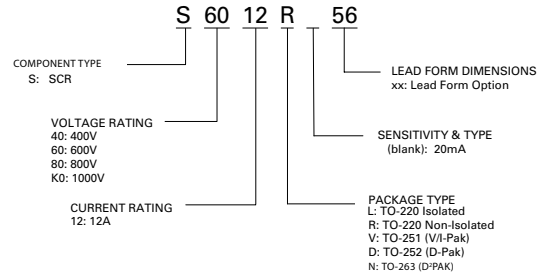 S 60 12 R 56
COMPONENT TYPE
S: SCR
VOLTAGE RATING
40: 400V
60: 600V
80: 800V
K0: 1000V
CURRENT RATING
12: 12A
LEAD FORM DIMENSIONS
xx: Lead Form Option
SENSITIVITY & TYPE
(blank): 20mA
PACKAGE TYPE
L: TO-220 Isolated
R: TO-220 Non-Isolated
V: TO-251 (V/I-Pak)
D: TO-252 (D-Pak)
N: TO-263 (D²PAK)